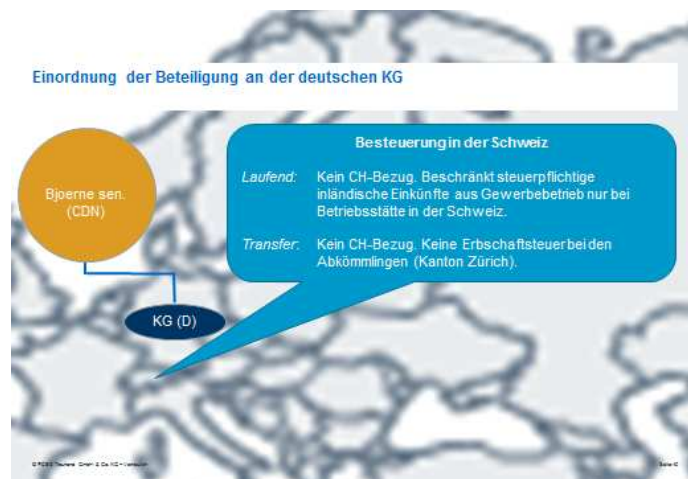 Einordnung der Beteiligung an der deutschen KG
Besteuerung in der Schweiz
Bjoerne sen.
(CDN)
Laufend: Kein CH-Bezug. Beschränkt steuerpflichtige
inländische Einkünfte aus Gewerbebetrieb nur bei
Betriebsstätte in der Schweiz.
Transfer: Kein CH-Bezug. Keine Erbschaftsteuer bei den
Abkömmlingen (Kanton Zürich).
KG (D)